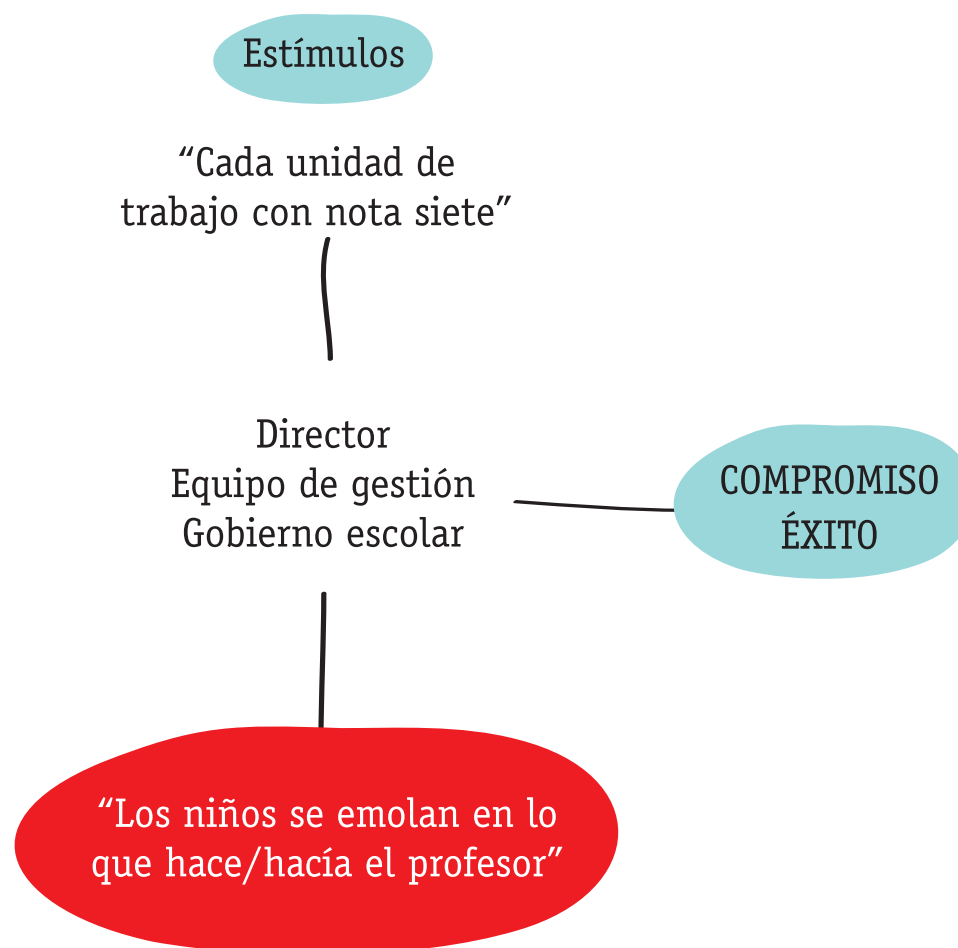 Estímulos
“Cada unidad de
trabajo con nota siete”
Director
Equipo de gestión
Gobierno escolar
COMPROMISO
ÉXITO
“Los niños se emolan en lo
que hace/hacía el profesor”